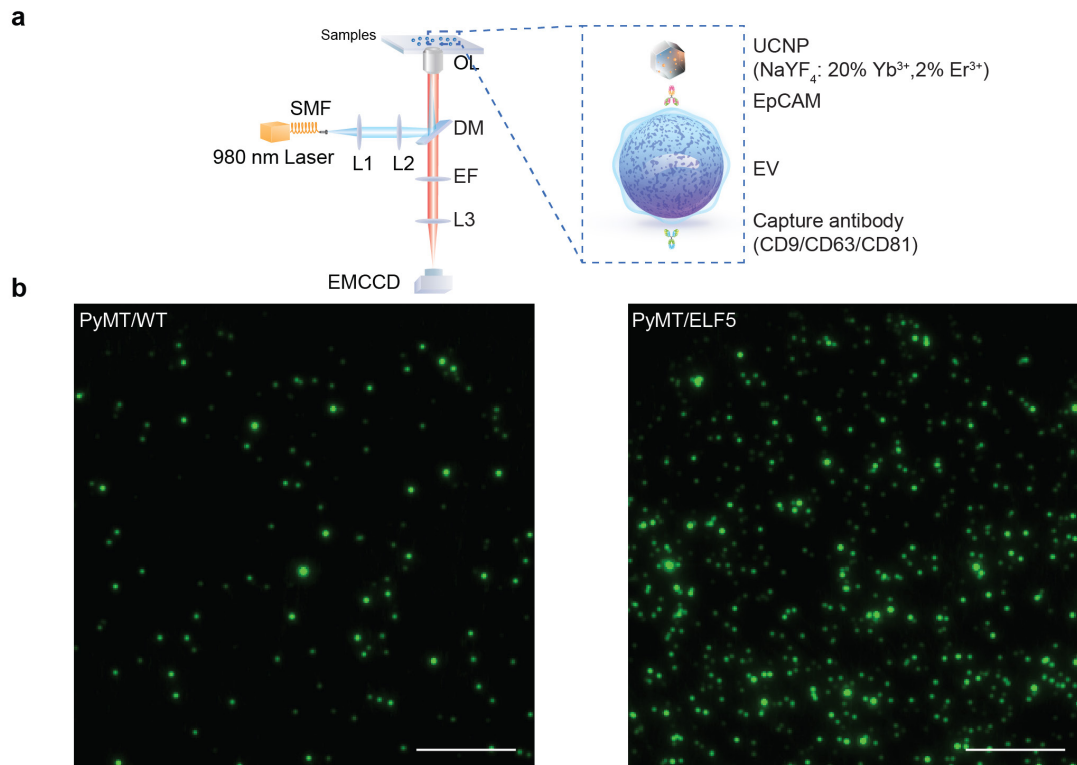 a
Samples
OL
SMF
DM
980 nm Laser
L1
L2
EF
L3
EMCCD
UCNP
(NaYF₄: 20% Yb³⁺,2% Er³⁺)
EpCAM
EV
Capture antibody
(CD9/CD63/CD81)
b
PyMT/WT
PyMT/ELF5